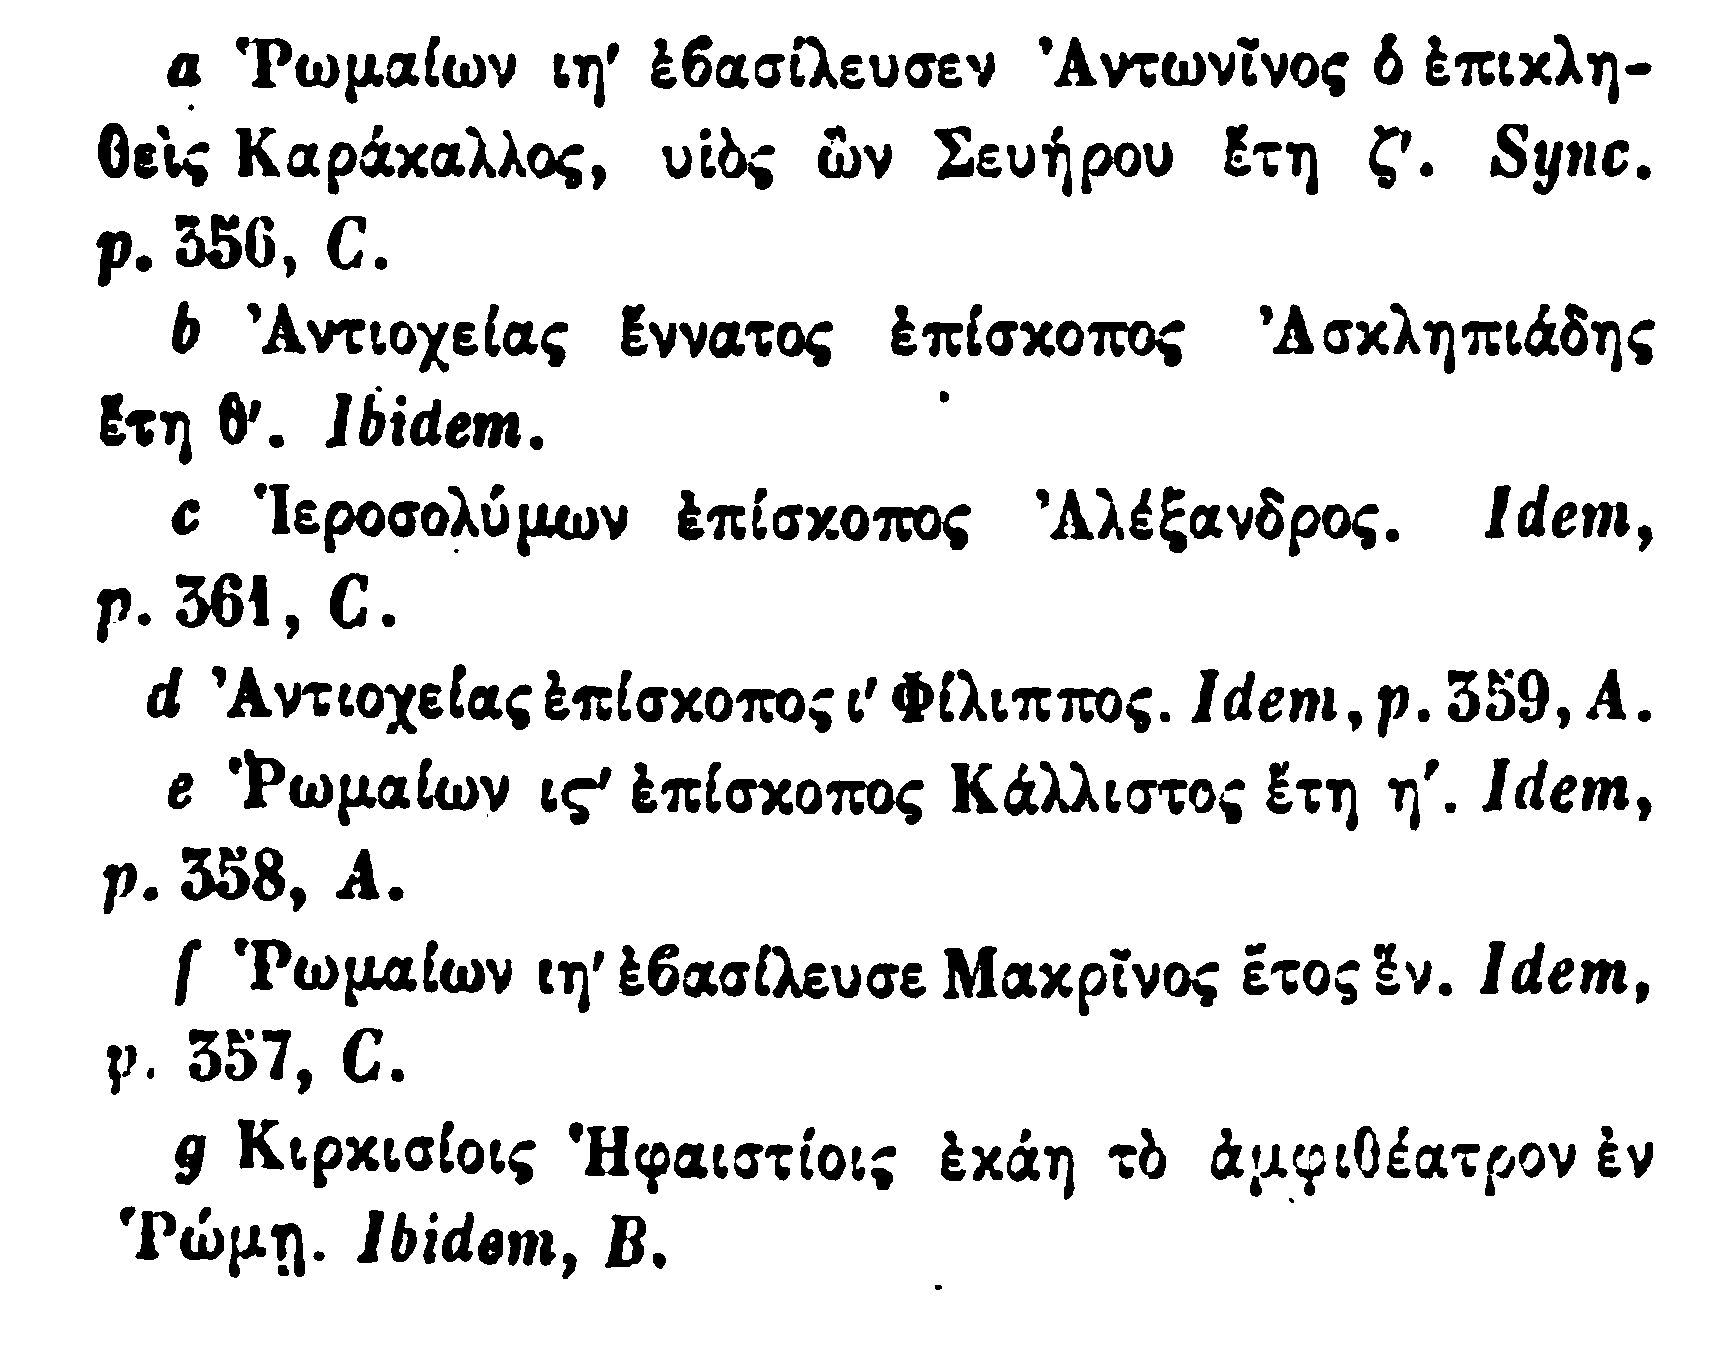 a Ῥωμαίων ιη′ ἐϐασίλευσεν Ἀντωνῖνος ὁ ἐπικλη-
θεὶς Καράκαλλος, υἱὸς ὢν Σευήρου ἔτη ζ′. Sync.
p. 356, C.
b Ἀντιοχείας ἔννατος ἐπίσκοπος Ἀσκληπιάδης
ἔτη θ′. Ibidem.
c Ἱεροσολύμων ἐπίσκοπος Ἀλέξανδρος. Idem,
p. 361, C.
d Ἀντιοχείας ἐπίσκοπος ι′ Φίλιππος. Idem, p. 359, A.
e Ῥωμαίων ις′ ἐπίσκοπος Κάλλιστος ἔτη η′. Idem,
p. 358, A.
f Ῥωμαίων ιη′ ἐϐασίλευσε Μακρῖνος ἔτος ἕν. Idem,
p. 357, C.
g Κιρκισίοις Ἡφαιστίοις ἐκάη τὸ ἀμφιθέατρον ἐν
Ῥώμῃ. Ibidem, B.